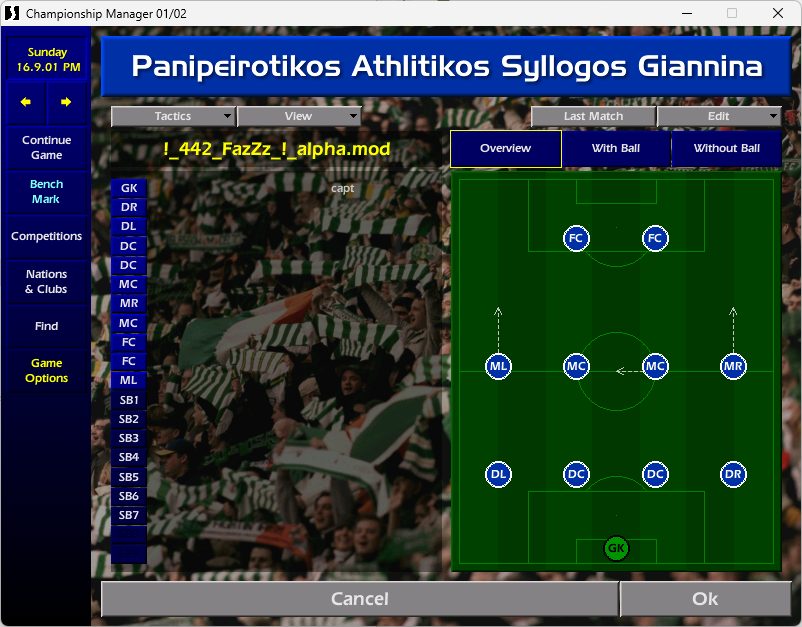 Championship Manager 01/02
Sunday
16.9.01 PM
Continue
Game
Bench
Mark
Competitions
Nations
& Clubs
Find
Game
Options
Panipeirotikos Athlitikos Syllogos Giannina
Tactics
View
Last Match
Edit
!_442_FazZz_!_alpha.mod
Overview
With Ball
Without Ball
GK
capt
DR
DL
DC
DC
MC
MR
MC
FC
FC
ML
SB1
SB2
SB3
SB4
SB5
SB6
SB7
FC FC
ML MC MC MR
DL DC DC DR
GK
Cancel
Ok